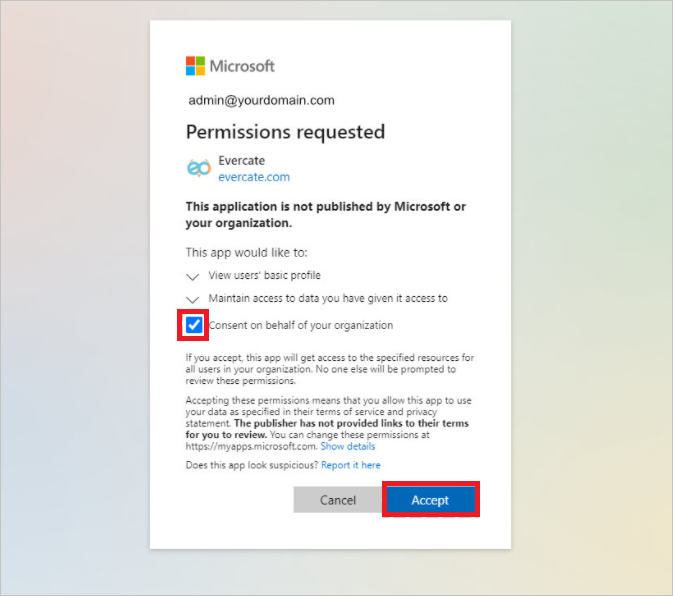 Microsoft
admin@yourdomain.com
Permissions requested
Evercate
evercate.com
This application is not published by Microsoft or
your organization.
This app would like to:
View users' basic profile
Maintain access to data you have given it access to
Consent on behalf of your organization
If you accept, this app will get access to the specified resources for
all users in your organization. No one else will be prompted to
review these permissions.
Accepting these permissions means that you allow this app to use
your data as specified in their terms of service and privacy
statement. The publisher has not provided links to their terms
for you to review. You can change these permissions at
https://myapps.microsoft.com. Show details
Does this app look suspicious? Report it here
Cancel Accept